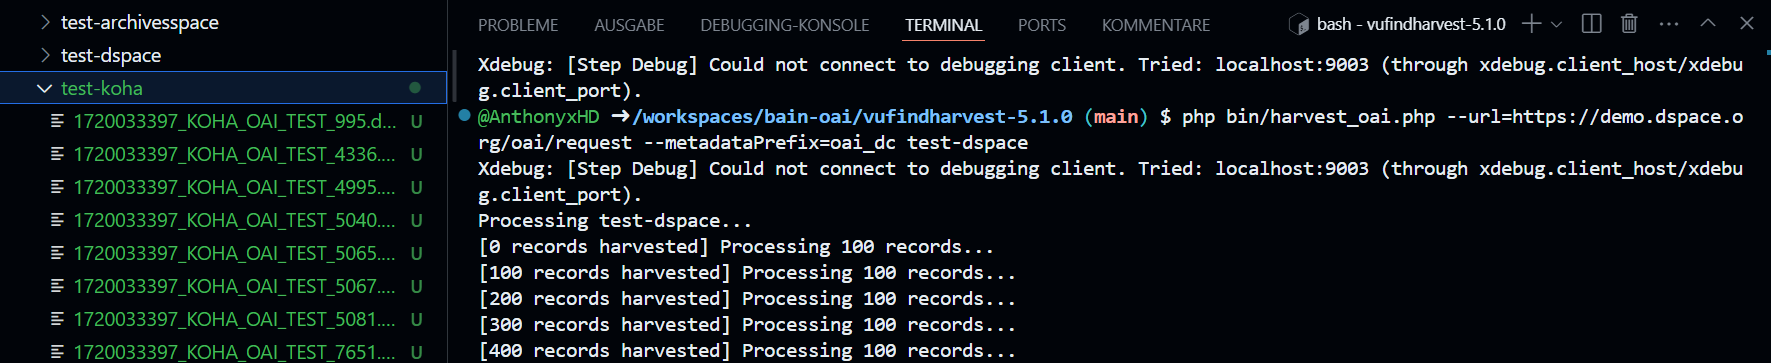 test-archivesspace
test-dspace
test-koha
1720033397_KOHA_OAI_TEST_995.d... U
1720033397_KOHA_OAI_TEST_4336.... U
1720033397_KOHA_OAI_TEST_4995.... U
1720033397_KOHA_OAI_TEST_5040.... U
1720033397_KOHA_OAI_TEST_5065.... U
1720033397_KOHA_OAI_TEST_5067.... U
1720033397_KOHA_OAI_TEST_5081.... U
1720033397_KOHA_OAI_TEST_7651.... U
PROBLEME AUSGABE DEBUGGING-KONSOLE TERMINAL PORTS KOMMENTARE bash - vufindharvest-5.1.0
Xdebug: [Step Debug] Could not connect to debugging client. Tried: localhost:9003 (through xdebug.client_host/xdebu
g.client_port).
@AnthonyxHD ➜/workspaces/bain-oai/vufindharvest-5.1.0 (main) $ php bin/harvest_oai.php --url=https://demo.dspace.o
rg/oai/request --metadataPrefix=oai_dc test-dspace
Xdebug: [Step Debug] Could not connect to debugging client. Tried: localhost:9003 (through xdebug.client_host/xdebu
g.client_port).
Processing test-dspace...
[0 records harvested] Processing 100 records...
[100 records harvested] Processing 100 records...
[200 records harvested] Processing 100 records...
[300 records harvested] Processing 100 records...
[400 records harvested] Processing 100 records...